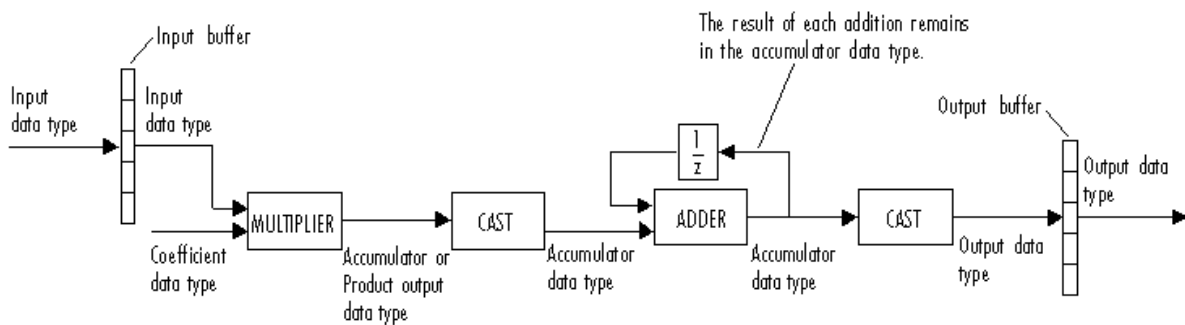 Input buffer
Input
data type
Input
data type
The result of each addition remains
in the accumulator data type.
Output buffer
Output data
type
1
z
MULTIPLIER
CAST
ADDER
CAST
Coefficient
data type
Accumulator or
Product output
data type
Accumulator
data type
Accumulator
data type
Output data
type